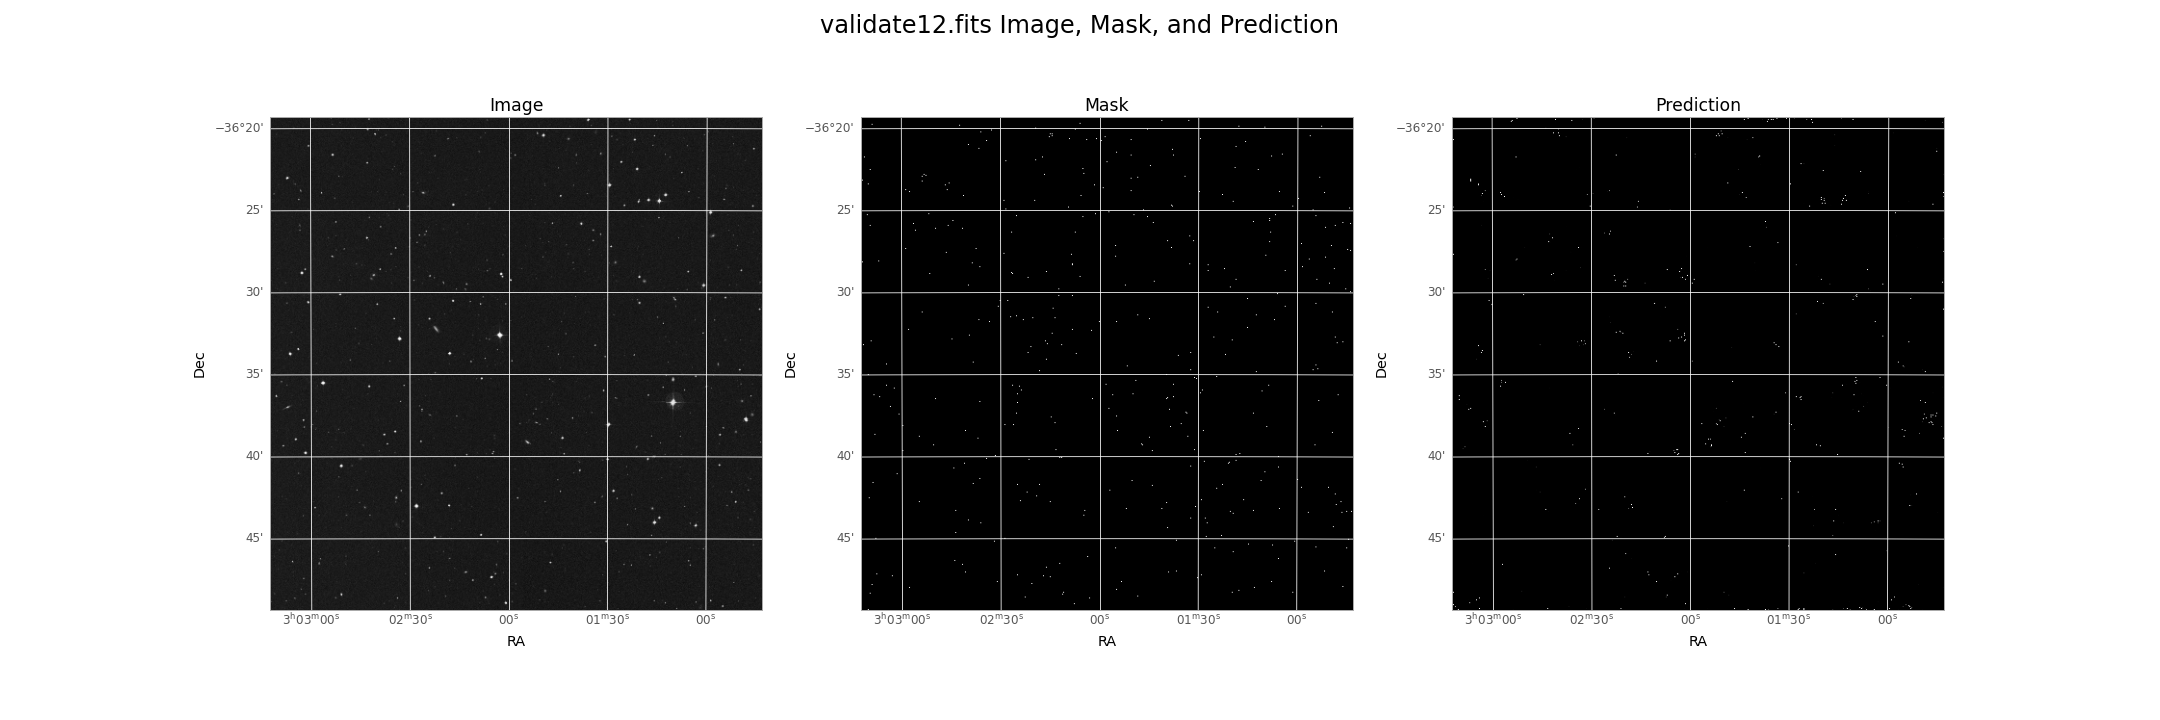 validate12.fits Image, Mask, and Prediction
Image
−36°20'
25'
30'
35'
40'
45'
Dec
3ʰ03ᵐ00ˢ 02ᵐ30ˢ 00ˢ 01ᵐ30ˢ 00ˢ
RA
Mask
−36°20'
25'
30'
35'
40'
45'
Dec
3ʰ03ᵐ00ˢ 02ᵐ30ˢ 00ˢ 01ᵐ30ˢ 00ˢ
RA
Prediction
−36°20'
25'
30'
35'
40'
45'
Dec
3ʰ03ᵐ00ˢ 02ᵐ30ˢ 00ˢ 01ᵐ30ˢ 00ˢ
RA